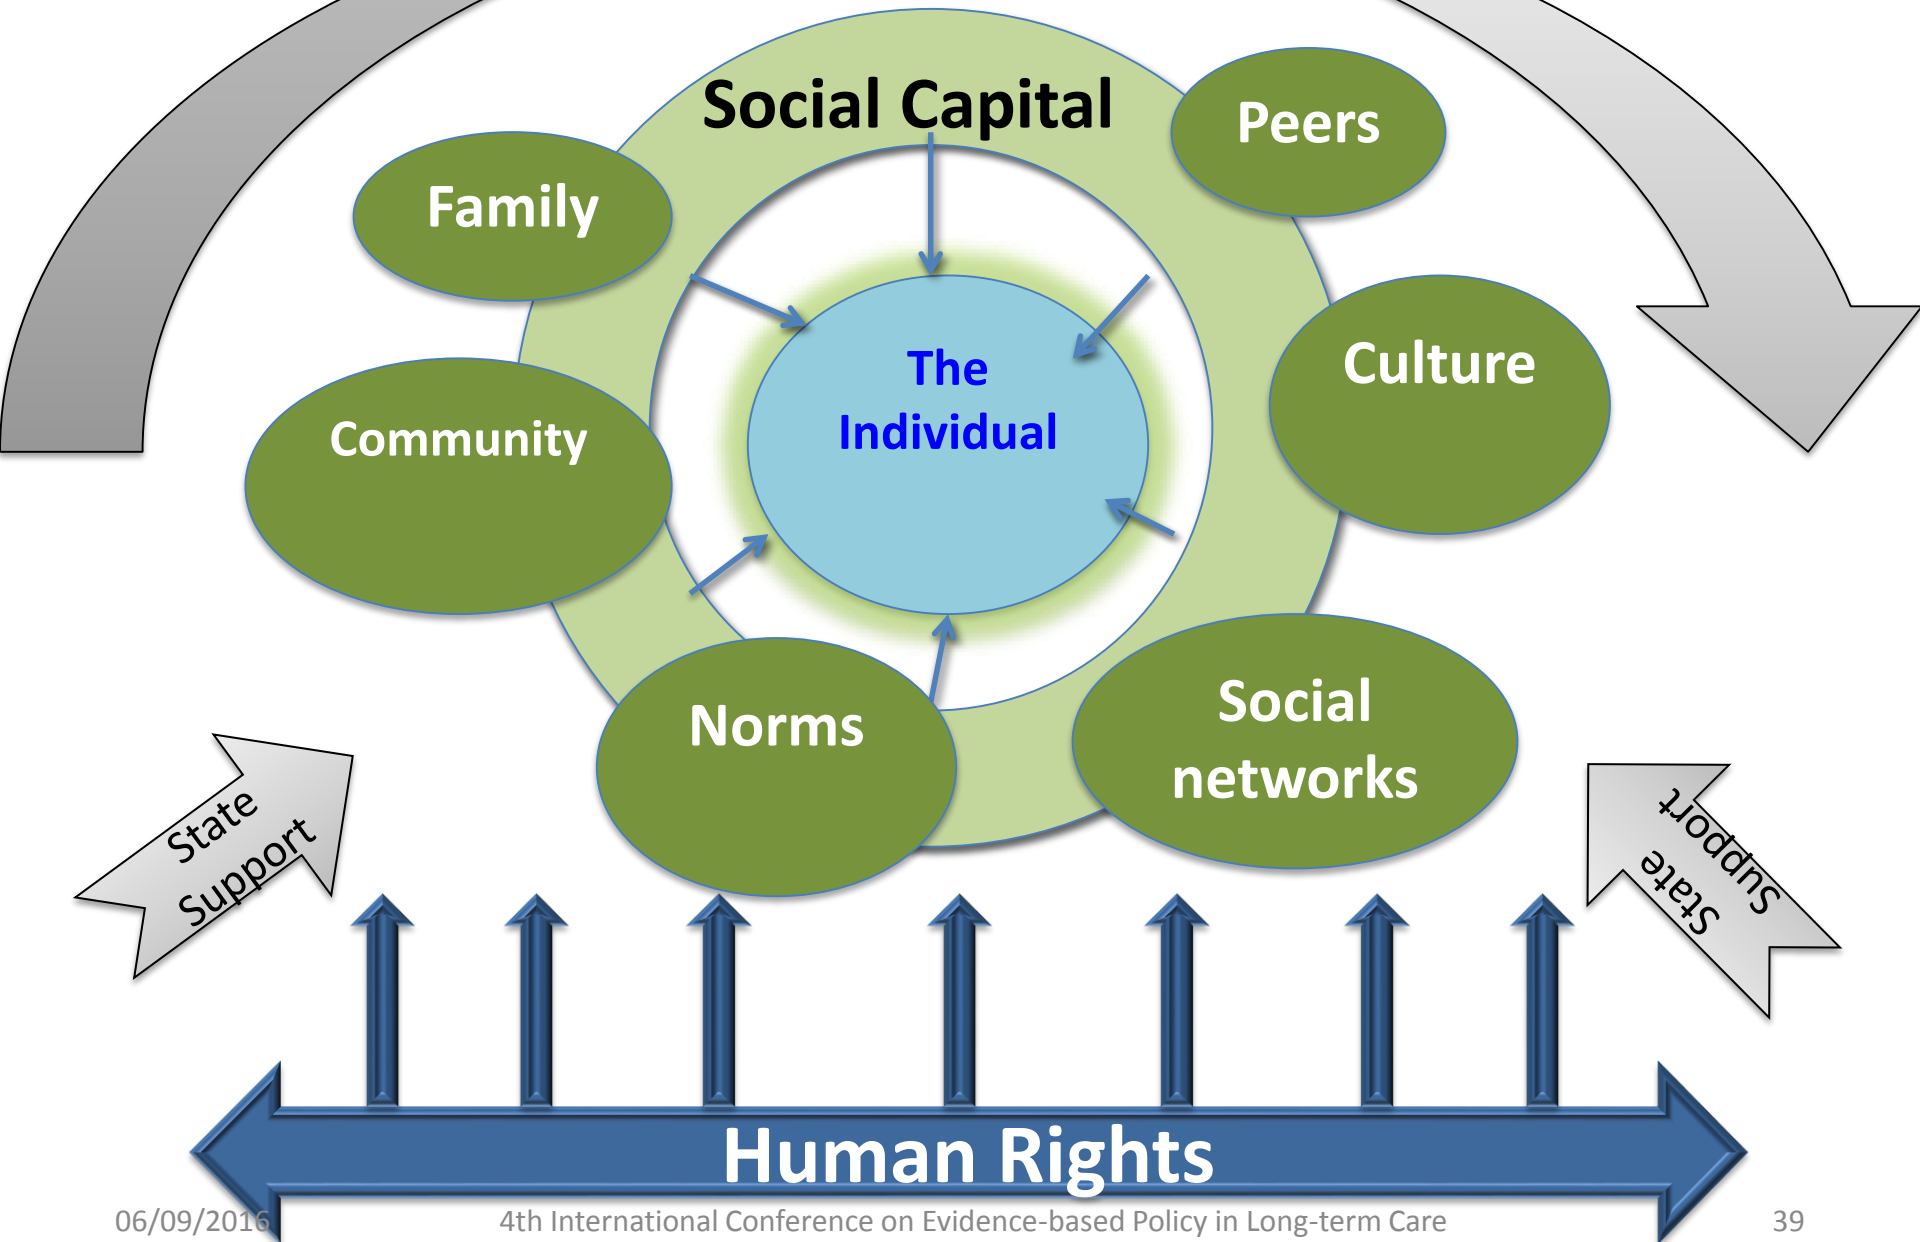 Social Capital
Peers
Family
Culture
The
Individual
Community
Social
networks
Norms
State
Support
State
Support
Human Rights
06/09/2016
4th International Conference on Evidence-based Policy in Long-term Care
39